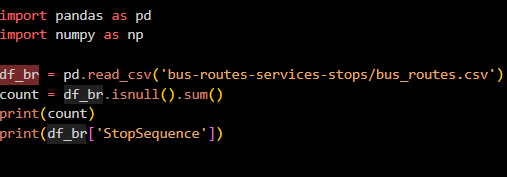 import pandas as pd
import numpy as np
df_br = pd.read_csv('bus-routes-services-stops/bus_routes.csv')
count = df_br.isnull().sum()
print(count)
print(df_br['StopSequence'])